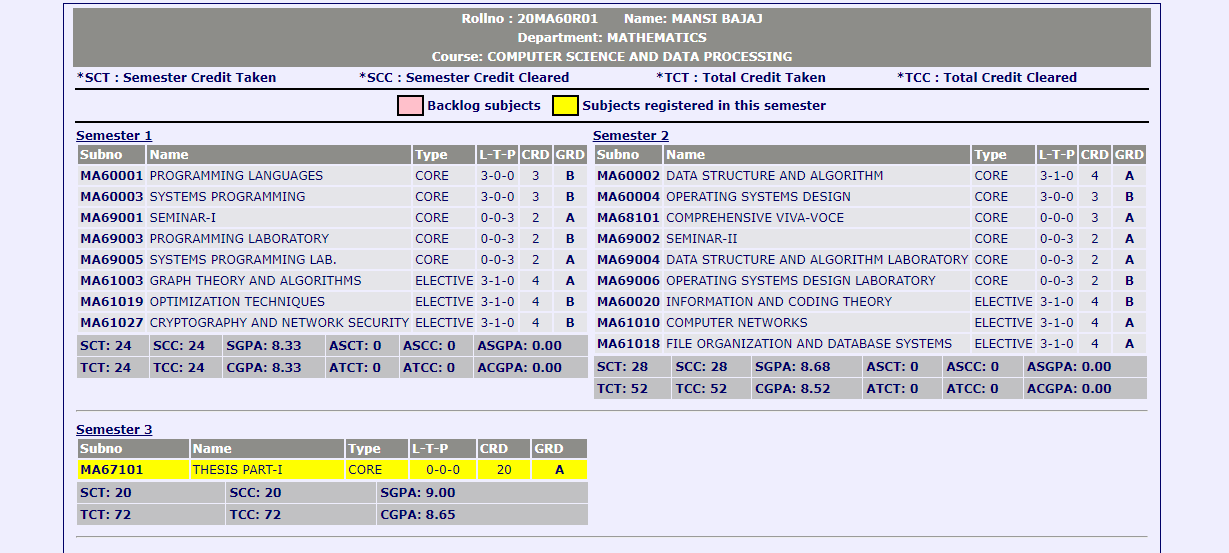 Rollno : 20MA60R01 Name: MANSI BAJAJ
Department: MATHEMATICS
Course: COMPUTER SCIENCE AND DATA PROCESSING
*SCT : Semester Credit Taken *SCC : Semester Credit Cleared *TCT : Total Credit Taken *TCC : Total Credit Cleared
Backlog subjects Subjects registered in this semester
Semester 1
Subno Name Type L-T-P CRD GRD
MA60001 PROGRAMMING LANGUAGES CORE 3-0-0 3 B
MA60003 SYSTEMS PROGRAMMING CORE 3-0-0 3 B
MA69001 SEMINAR-I CORE 0-0-3 2 A
MA69003 PROGRAMMING LABORATORY CORE 0-0-3 2 B
MA69005 SYSTEMS PROGRAMMING LAB. CORE 0-0-3 2 A
MA61003 GRAPH THEORY AND ALGORITHMS ELECTIVE 3-1-0 4 A
MA61019 OPTIMIZATION TECHNIQUES ELECTIVE 3-1-0 4 B
MA61027 CRYPTOGRAPHY AND NETWORK SECURITY ELECTIVE 3-1-0 4 B
SCT: 24 SCC: 24 SGPA: 8.33 ASCT: 0 ASCC: 0 ASGPA: 0.00
TCT: 24 TCC: 24 CGPA: 8.33 ATCT: 0 ATCC: 0 ACGPA: 0.00
Semester 2
Subno Name Type L-T-P CRD GRD
MA60002 DATA STRUCTURE AND ALGORITHM CORE 3-1-0 4 A
MA60004 OPERATING SYSTEMS DESIGN CORE 3-0-0 3 B
MA68101 COMPREHENSIVE VIVA-VOCE CORE 0-0-0 3 B
MA69002 SEMINAR-II CORE 0-0-3 2 A
MA69004 DATA STRUCTURE AND ALGORITHM LABORATORY CORE 0-0-3 2 A
MA69006 OPERATING SYSTEMS DESIGN LABORATORY CORE 0-0-3 2 B
MA60020 INFORMATION AND CODING THEORY ELECTIVE 3-1-0 4 B
MA61010 COMPUTER NETWORKS ELECTIVE 3-1-0 4 A
MA61018 FILE ORGANIZATION AND DATABASE SYSTEMS ELECTIVE 3-1-0 4 A
SCT: 28 SCC: 28 SGPA: 8.68 ASCT: 0 ASCC: 0 ASGPA: 0.00
TCT: 52 TCC: 52 CGPA: 8.52 ATCT: 0 ATCC: 0 ACGPA: 0.00
Semester 3
Subno Name Type L-T-P CRD GRD
MA67101 THESIS PART-I CORE 0-0-0 20 A
SCT: 20 SCC: 20 SGPA: 9.00
TCT: 72 TCC: 72 CGPA: 8.65